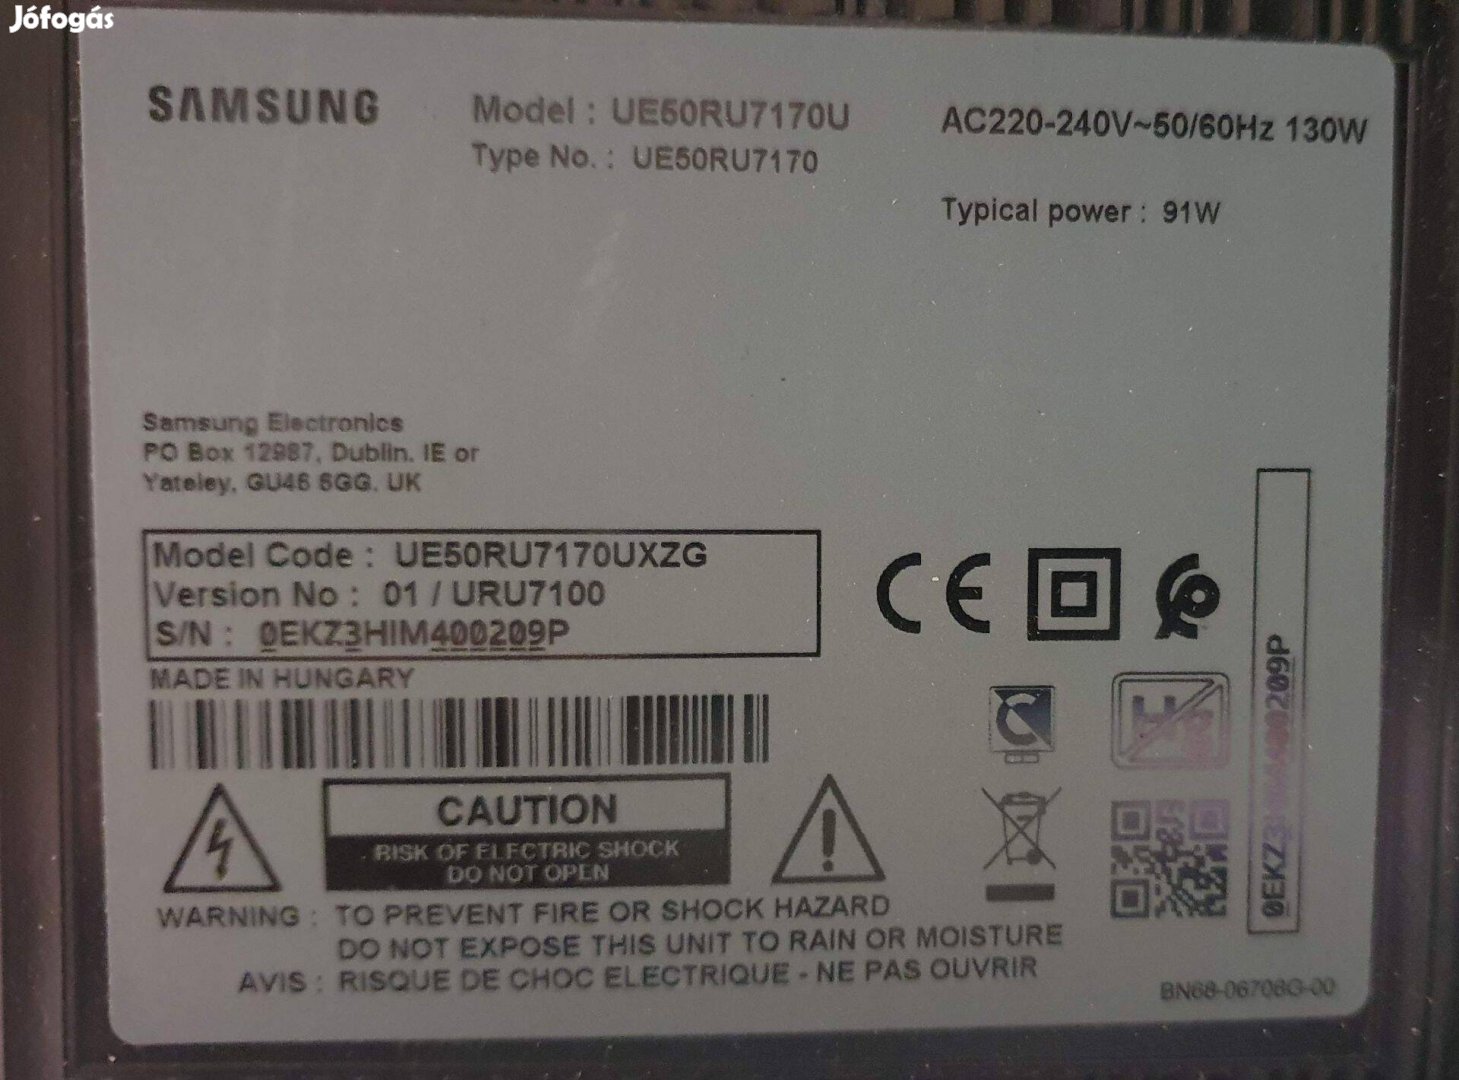 Jófogás
SAMSUNG
Model : UE50RU7170U
Type No. : UE50RU7170
AC220-240V~50/60Hz 130W
Typical power : 91W
Samsung Electronics
PO Box 12987, Dublin. IE or
Yateley, GU46 6GG. UK
Model Code : UE50RU7170UXZG
Version No : 01 / URU7100
S/N : 0EKZ3HIM400209P
MADE IN HUNGARY
CE
CAUTION
RISK OF ELECTRIC SHOCK
DO NOT OPEN
WARNING : TO PREVENT FIRE OR SHOCK HAZARD
DO NOT EXPOSE THIS UNIT TO RAIN OR MOISTURE
AVIS : RISQUE DE CHOC ELECTRIQUE - NE PAS OUVRIR
0EKZ3HIM400209P
BN68-06708G-00